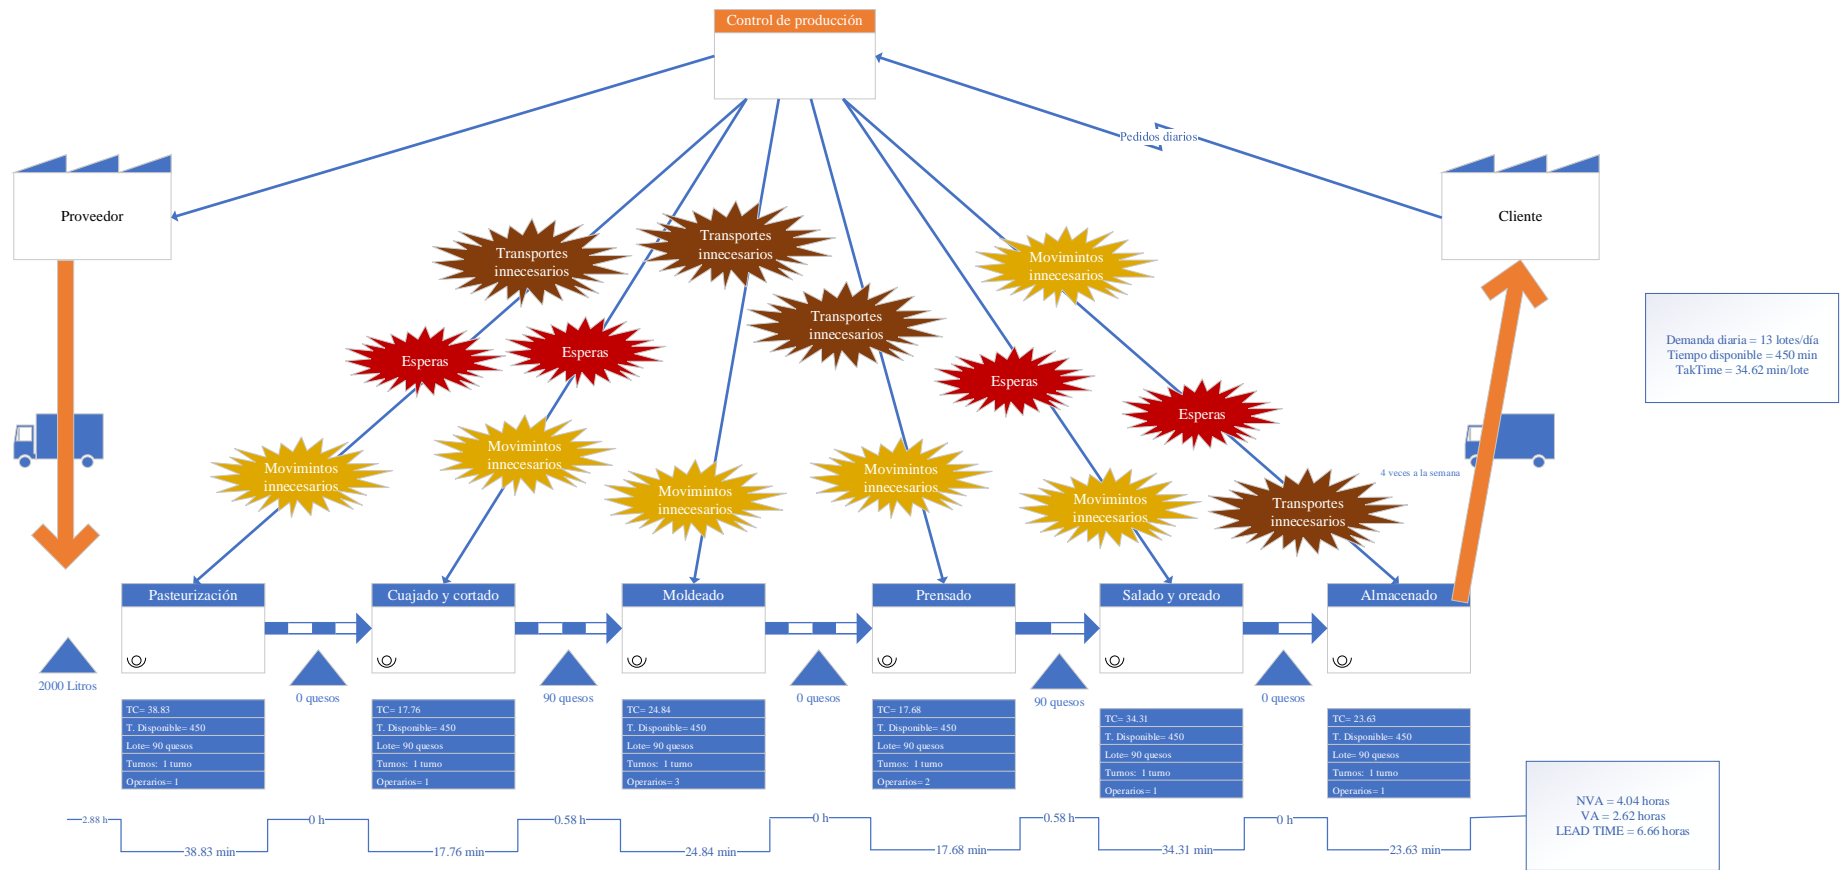 Control de producción
Pedidos diarios
Proveedor
Cliente
Transportes
innecesarios
Transportes
innecesarios
Movimintos
innecesarios
Transportes
innecesarios
Esperas
Esperas
Esperas
Esperas
Demanda diaria = 13 lotes/día
Tiempo disponible = 450 min
TakTime = 34.62 min/lote
Movimintos
innecesarios
Movimintos
innecesarios
Movimintos
innecesarios
Movimintos
innecesarios
Movimintos
innecesarios
Transportes
innecesarios
4 veces a la semana
Pasteurización
Cuajado y cortado
Moldeado
Prensado
Salado y oreado
Almacenado
2000 Litros
0 quesos
90 quesos
0 quesos
90 quesos
0 quesos
TC= 38.83
T. Disponible= 450
Lote= 90 quesos
Turnos: 1 turno
Operarios= 1
TC= 17.76
T. Disponible= 450
Lote= 90 quesos
Turnos: 1 turno
Operarios= 1
TC= 24.84
T. Disponible= 450
Lote= 90 quesos
Turnos: 1 turno
Operarios= 3
TC= 17.68
T. Disponible= 450
Lote= 90 quesos
Turnos: 1 turno
Operarios= 2
TC= 34.31
T. Disponible= 450
Lote= 90 quesos
Turnos: 1 turno
Operarios= 1
TC= 23.63
T. Disponible= 450
Lote= 90 quesos
Turnos: 1 turno
Operarios= 1
2.88 h
38.83 min
0 h
17.76 min
0.58 h
24.84 min
0 h
17.68 min
0.58 h
34.31 min
0 h
23.63 min
NVA = 4.04 horas
VA = 2.62 horas
LEAD TIME = 6.66 horas